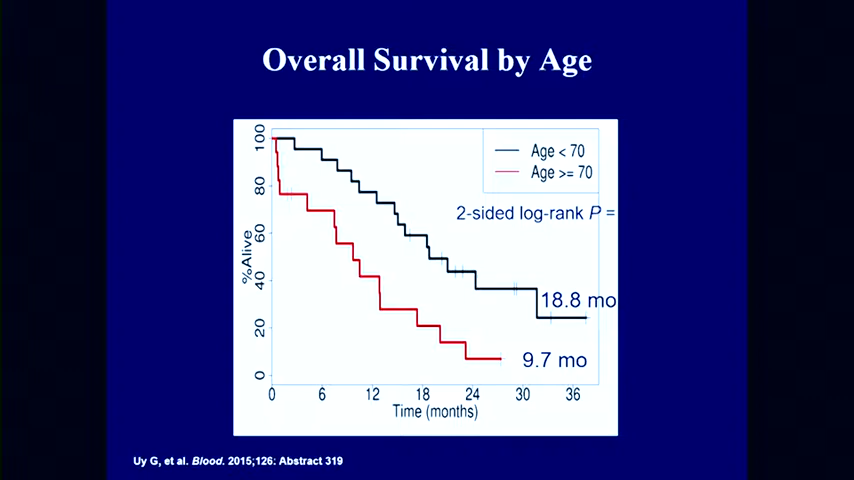 Overall Survival by Age
Age < 70
Age >= 70
2-sided log-rank P =
18.8 mo
9.7 mo
%Alive
100
80
60
40
20
0
0 6 12 18 24 30 36
Time (months)
Uy G, et al. Blood. 2015;126: Abstract 319